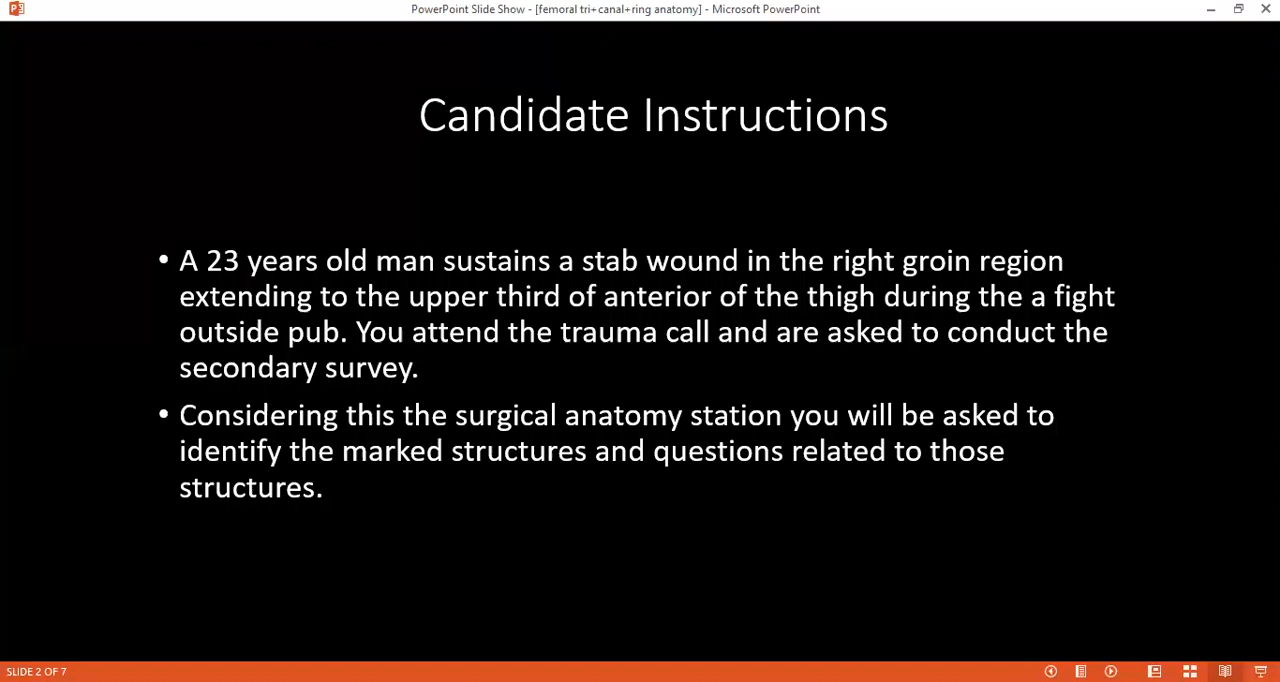 PowerPoint Slide Show - [femoral tri+canal+ring anatomy] - Microsoft PowerPoint
Candidate Instructions
• A 23 years old man sustains a stab wound in the right groin region
extending to the upper third of anterior of the thigh during the a fight
outside pub. You attend the trauma call and are asked to conduct the
secondary survey.
• Considering this the surgical anatomy station you will be asked to
identify the marked structures and questions related to those
structures.
SLIDE 2 OF 7